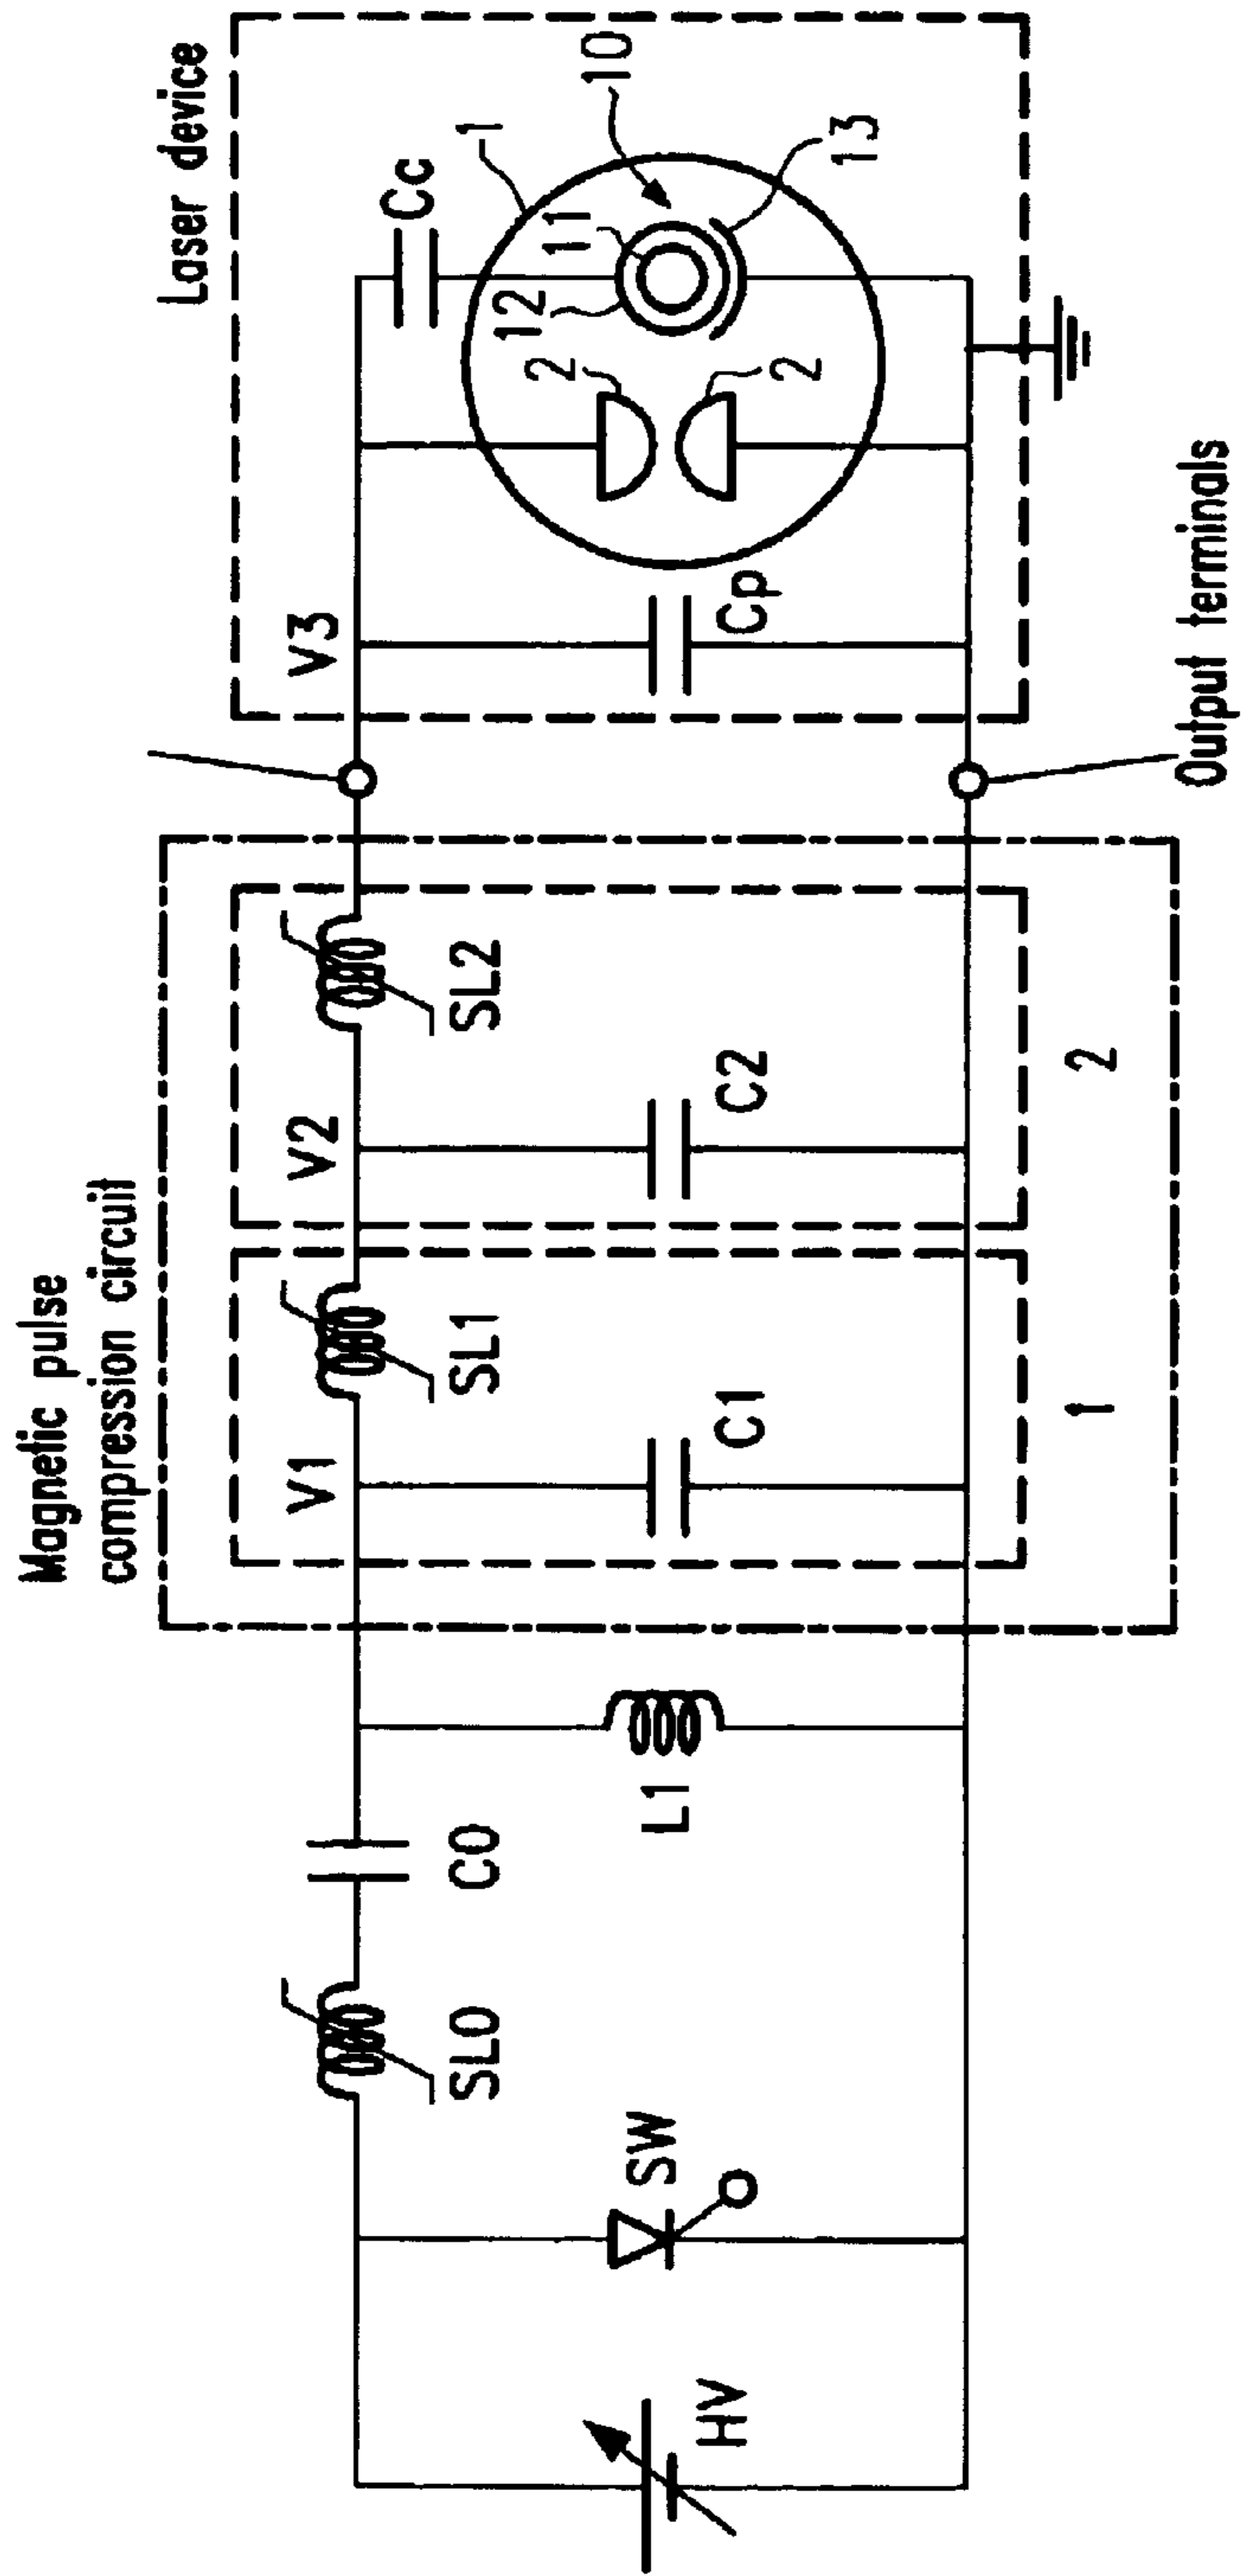 Magnetic pulse
compression circuit
Laser device
V1
V2
V3
Cc
1
10
11
12
13
2
2
SL0
C0
SL1
SL2
HV
SW
L1
C1
C2
Cp
1
2
Output terminals